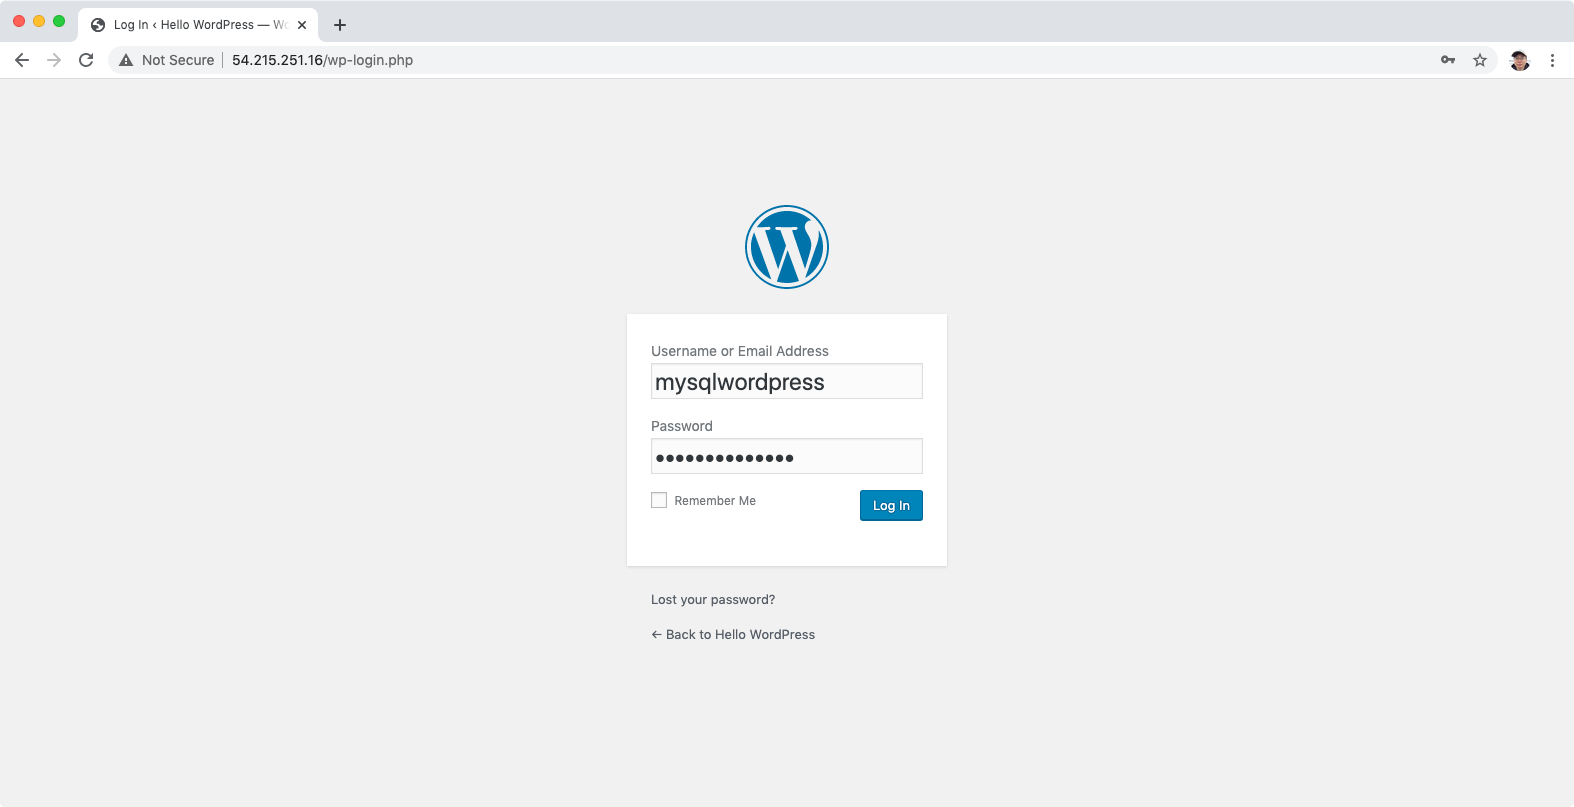 Log In ‹ Hello WordPress —
Not Secure 54.215.251.16/wp-login.php
Username or Email Address
mysqlwordpress
Password
••••••••••••••
Remember Me
Log In
Lost your password?
← Back to Hello WordPress